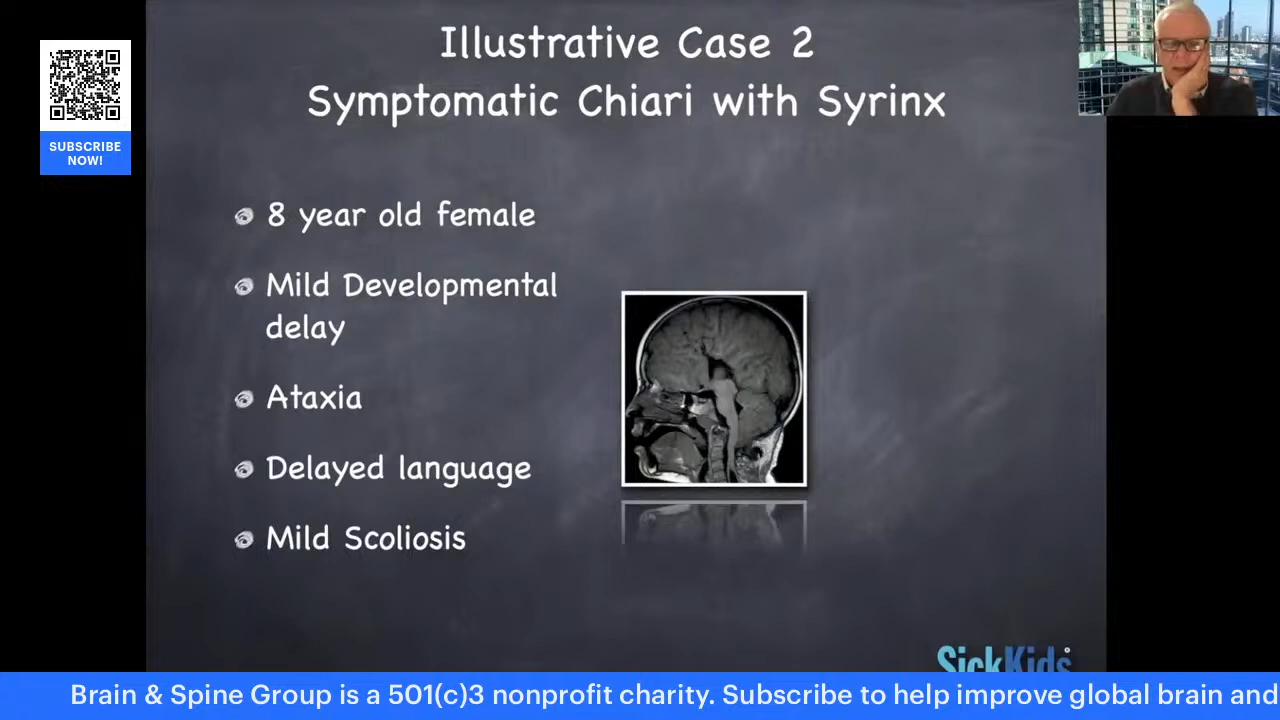 Illustrative Case 2
Symptomatic Chiari with Syrinx
SUBSCRIBE
NOW!
8 year old female
Mild Developmental
delay
Ataxia
Delayed language
Mild Scoliosis
SickKids
Brain & Spine Group is a 501(c)3 nonprofit charity. Subscribe to help improve global brain and